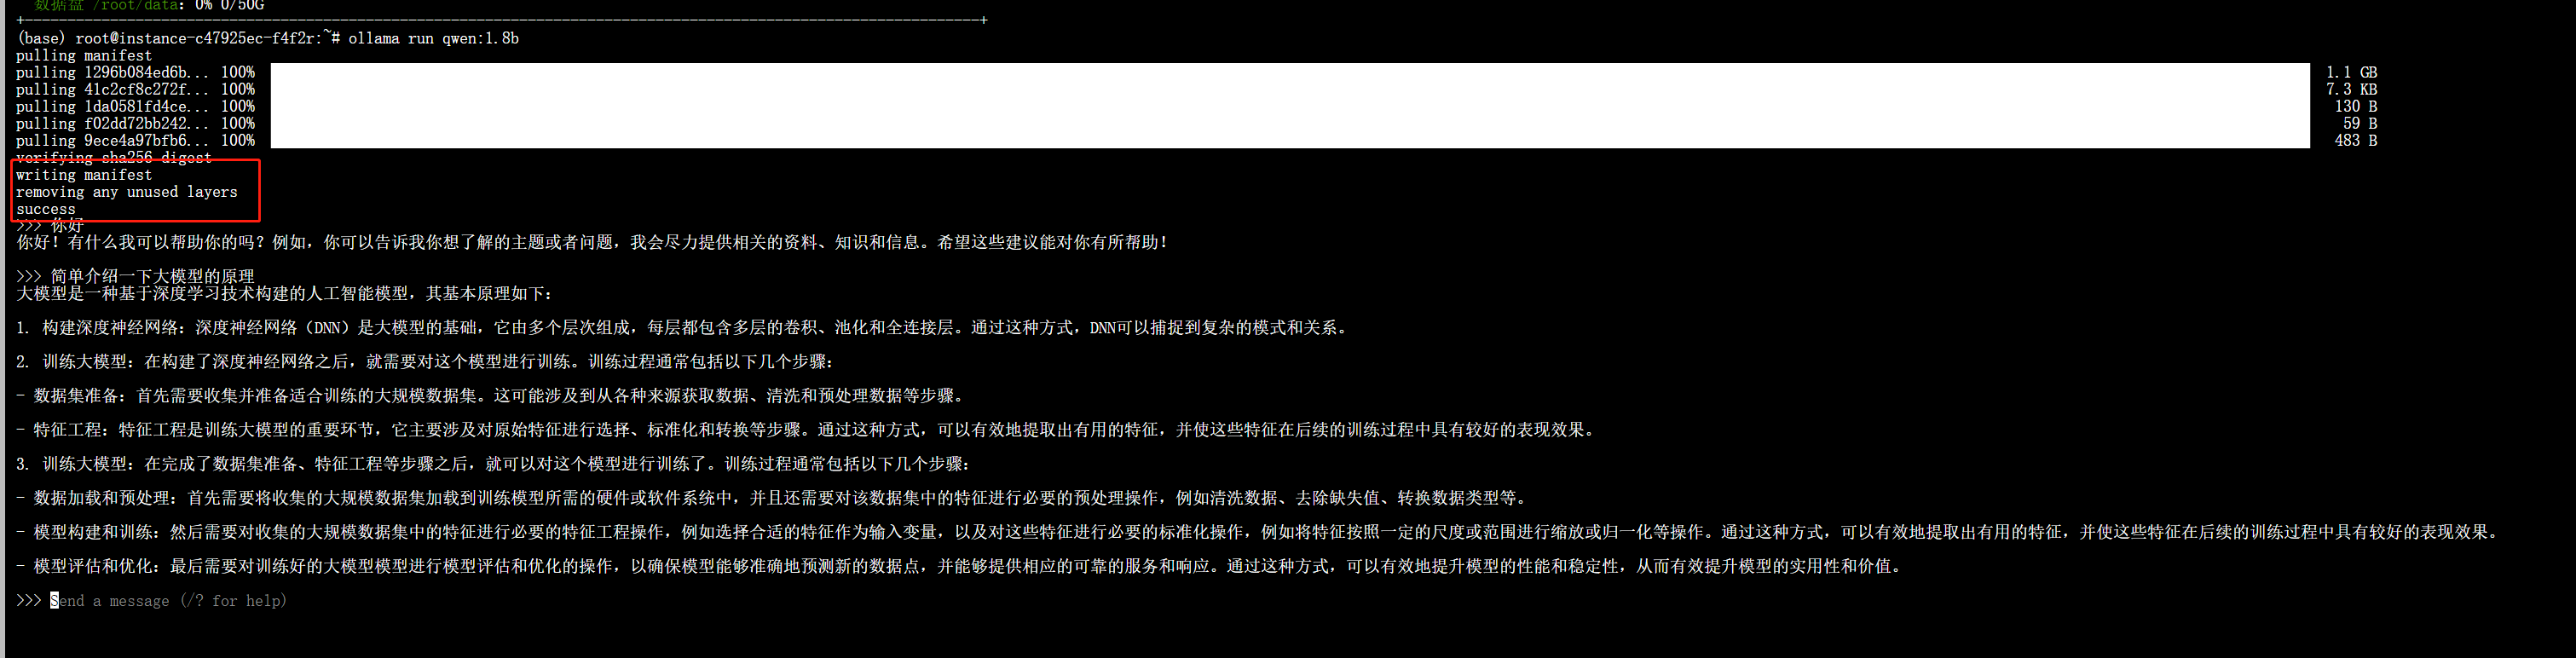 数据盘 /root/data: 0% 0/50G
+----------------------------------------------------------------------------------------------------------------+
(base) root@instance-c47925ec-f4f2r:~# ollama run qwen:1.8b
pulling manifest
pulling 1296b084ed6b... 100% 1.1 GB
pulling 41c2cf8c272f... 100% 7.3 KB
pulling 1da0581fd4ce... 100% 130 B
pulling f02dd72bb242... 100% 59 B
pulling 9ece4a97bfb6... 100% 483 B
verifying sha256 digest
writing manifest
removing any unused layers
success
>>> 你好
你好！有什么我可以帮助你的吗？例如，你可以告诉我你想了解的主题或者问题，我会尽力提供相关的资料、知识和信息。希望这些建议能对你有所帮助！
>>> 简单介绍一下大模型的原理
大模型是一种基于深度学习技术构建的人工智能模型，其基本原理如下：
1. 构建深度神经网络：深度神经网络（DNN）是大模型的基础，它由多个层次组成，每层都包含多层的卷积、池化和全连接层。通过这种方式，DNN可以捕捉到复杂的模式和关系。
2. 训练大模型：在构建了深度神经网络之后，就需要对这个模型进行训练。训练过程通常包括以下几个步骤：
- 数据集准备：首先需要收集并准备适合训练的大规模数据集。这可能涉及到从各种来源获取数据、清洗和预处理数据等步骤。
- 特征工程：特征工程是训练大模型的重要环节，它主要涉及对原始特征进行选择、标准化和转换等步骤。通过这种方式，可以有效地提取出有用的特征，并使这些特征在后续的训练过程中具有较好的表现效果。
3. 训练大模型：在完成了数据集准备、特征工程等步骤之后，就可以对这个模型进行训练了。训练过程通常包括以下几个步骤：
- 数据加载和预处理：首先需要将收集的大规模数据集加载到训练模型所需的硬件或软件系统中，并且还需要对该数据集中的特征进行必要的预处理操作，例如清洗数据、去除缺失值、转换数据类型等。
- 模型构建和训练：然后需要对收集的大规模数据集中的特征进行必要的特征工程操作，例如选择合适的特征作为输入变量，以及对这些特征进行必要的标准化操作，例如将特征按照一定的尺度或范围进行缩放或归一化等操作。通过这种方式，可以有效地提取出有用的特征，并使这些特征在后续的训练过程中具有较好的表现效果。
- 模型评估和优化：最后需要对训练好的大模型模型进行模型评估和优化的操作，以确保模型能够准确地预测新的数据点，并能够提供相应的可靠的服务和响应。通过这种方式，可以有效地提升模型的性能和稳定性，从而有效提升模型的实用性和价值。
>>> Send a message (/? for help)